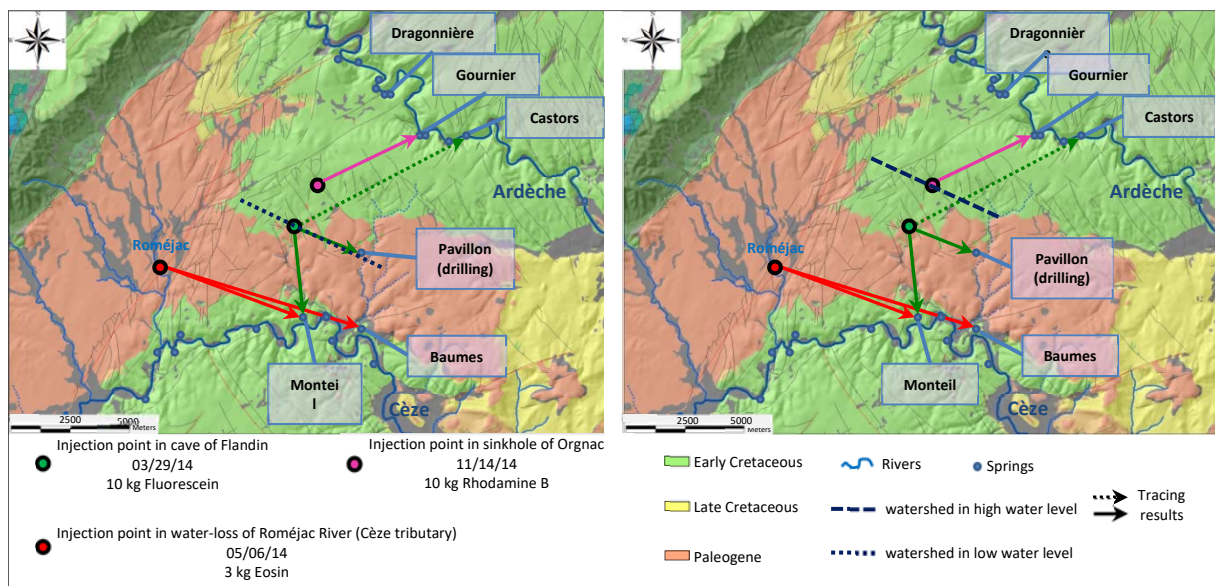 Dragonnière
Gournier
Castors
Ardèche
Roméjac
Pavillon
(drilling)
Baumes
Montei
l
Cèze
2500
5000
Meters
Dragonnièr
Gournier
Castors
Ardèche
Roméjac
Pavillon
(drilling)
Baumes
Monteil
Cèze
2500
5000
Meters
Injection point in cave of Flandin
03/29/14
10 kg Fluorescein
Injection point in sinkhole of Orgnac
11/14/14
10 kg Rhodamine B
Injection point in water-loss of Roméjac River (Cèze tributary)
05/06/14
3 kg Eosin
Early Cretaceous
Rivers
Springs
Late Cretaceous
watershed in high water level
Tracing
results
Paleogene
watershed in low water level